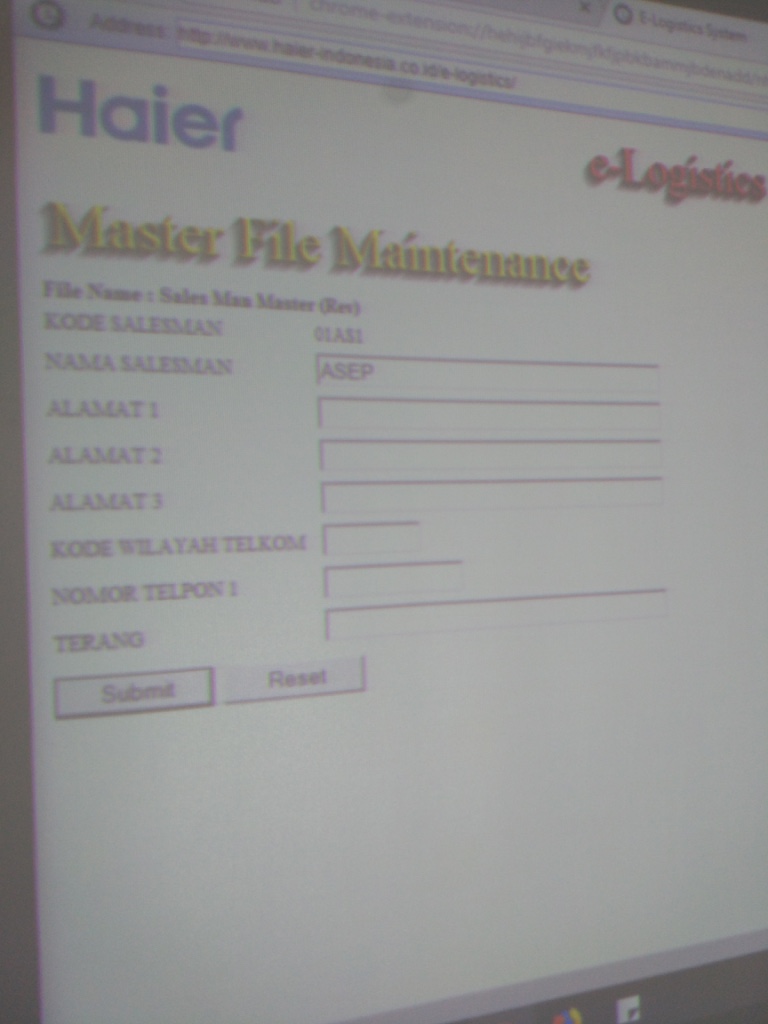 E-Logistics System
chrome-extension://
Address: http://www.haier-indonesia.co.id/e-logistics/
Haier
e-Logistics
Master File Maintenance
File Name : Sales Man Master (Rev)
KODE SALESMAN 01AS1
NAMA SALESMAN ASEP
ALAMAT 1
ALAMAT 2
ALAMAT 3
KODE WILAYAH TELKOM
NOMOR TELPON 1
TERANG
Submit Reset